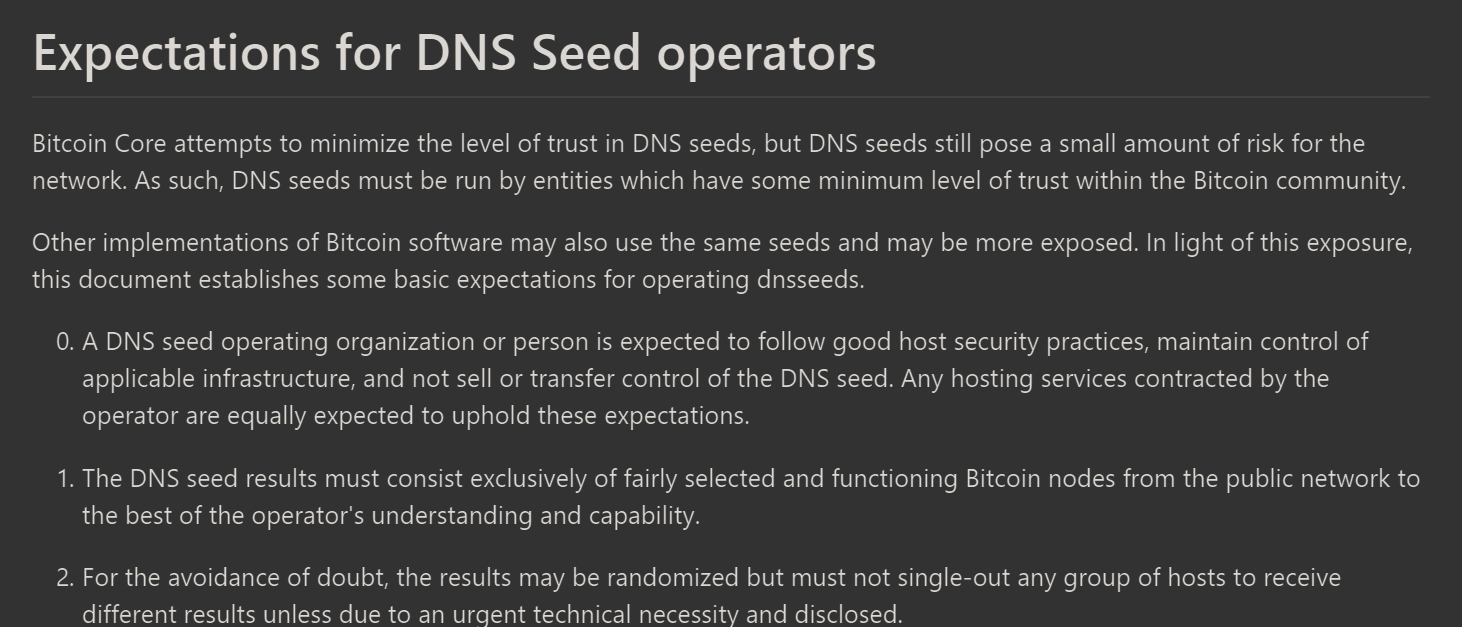 Expectations for DNS Seed operators
Bitcoin Core attempts to minimize the level of trust in DNS seeds, but DNS seeds still pose a small amount of risk for the
network. As such, DNS seeds must be run by entities which have some minimum level of trust within the Bitcoin community.
Other implementations of Bitcoin software may also use the same seeds and may be more exposed. In light of this exposure,
this document establishes some basic expectations for operating dnsseeds.
0. A DNS seed operating organization or person is expected to follow good host security practices, maintain control of
applicable infrastructure, and not sell or transfer control of the DNS seed. Any hosting services contracted by the
operator are equally expected to uphold these expectations.
1. The DNS seed results must consist exclusively of fairly selected and functioning Bitcoin nodes from the public network to
the best of the operator's understanding and capability.
2. For the avoidance of doubt, the results may be randomized but must not single-out any group of hosts to receive
different results unless due to an urgent technical necessity and disclosed.